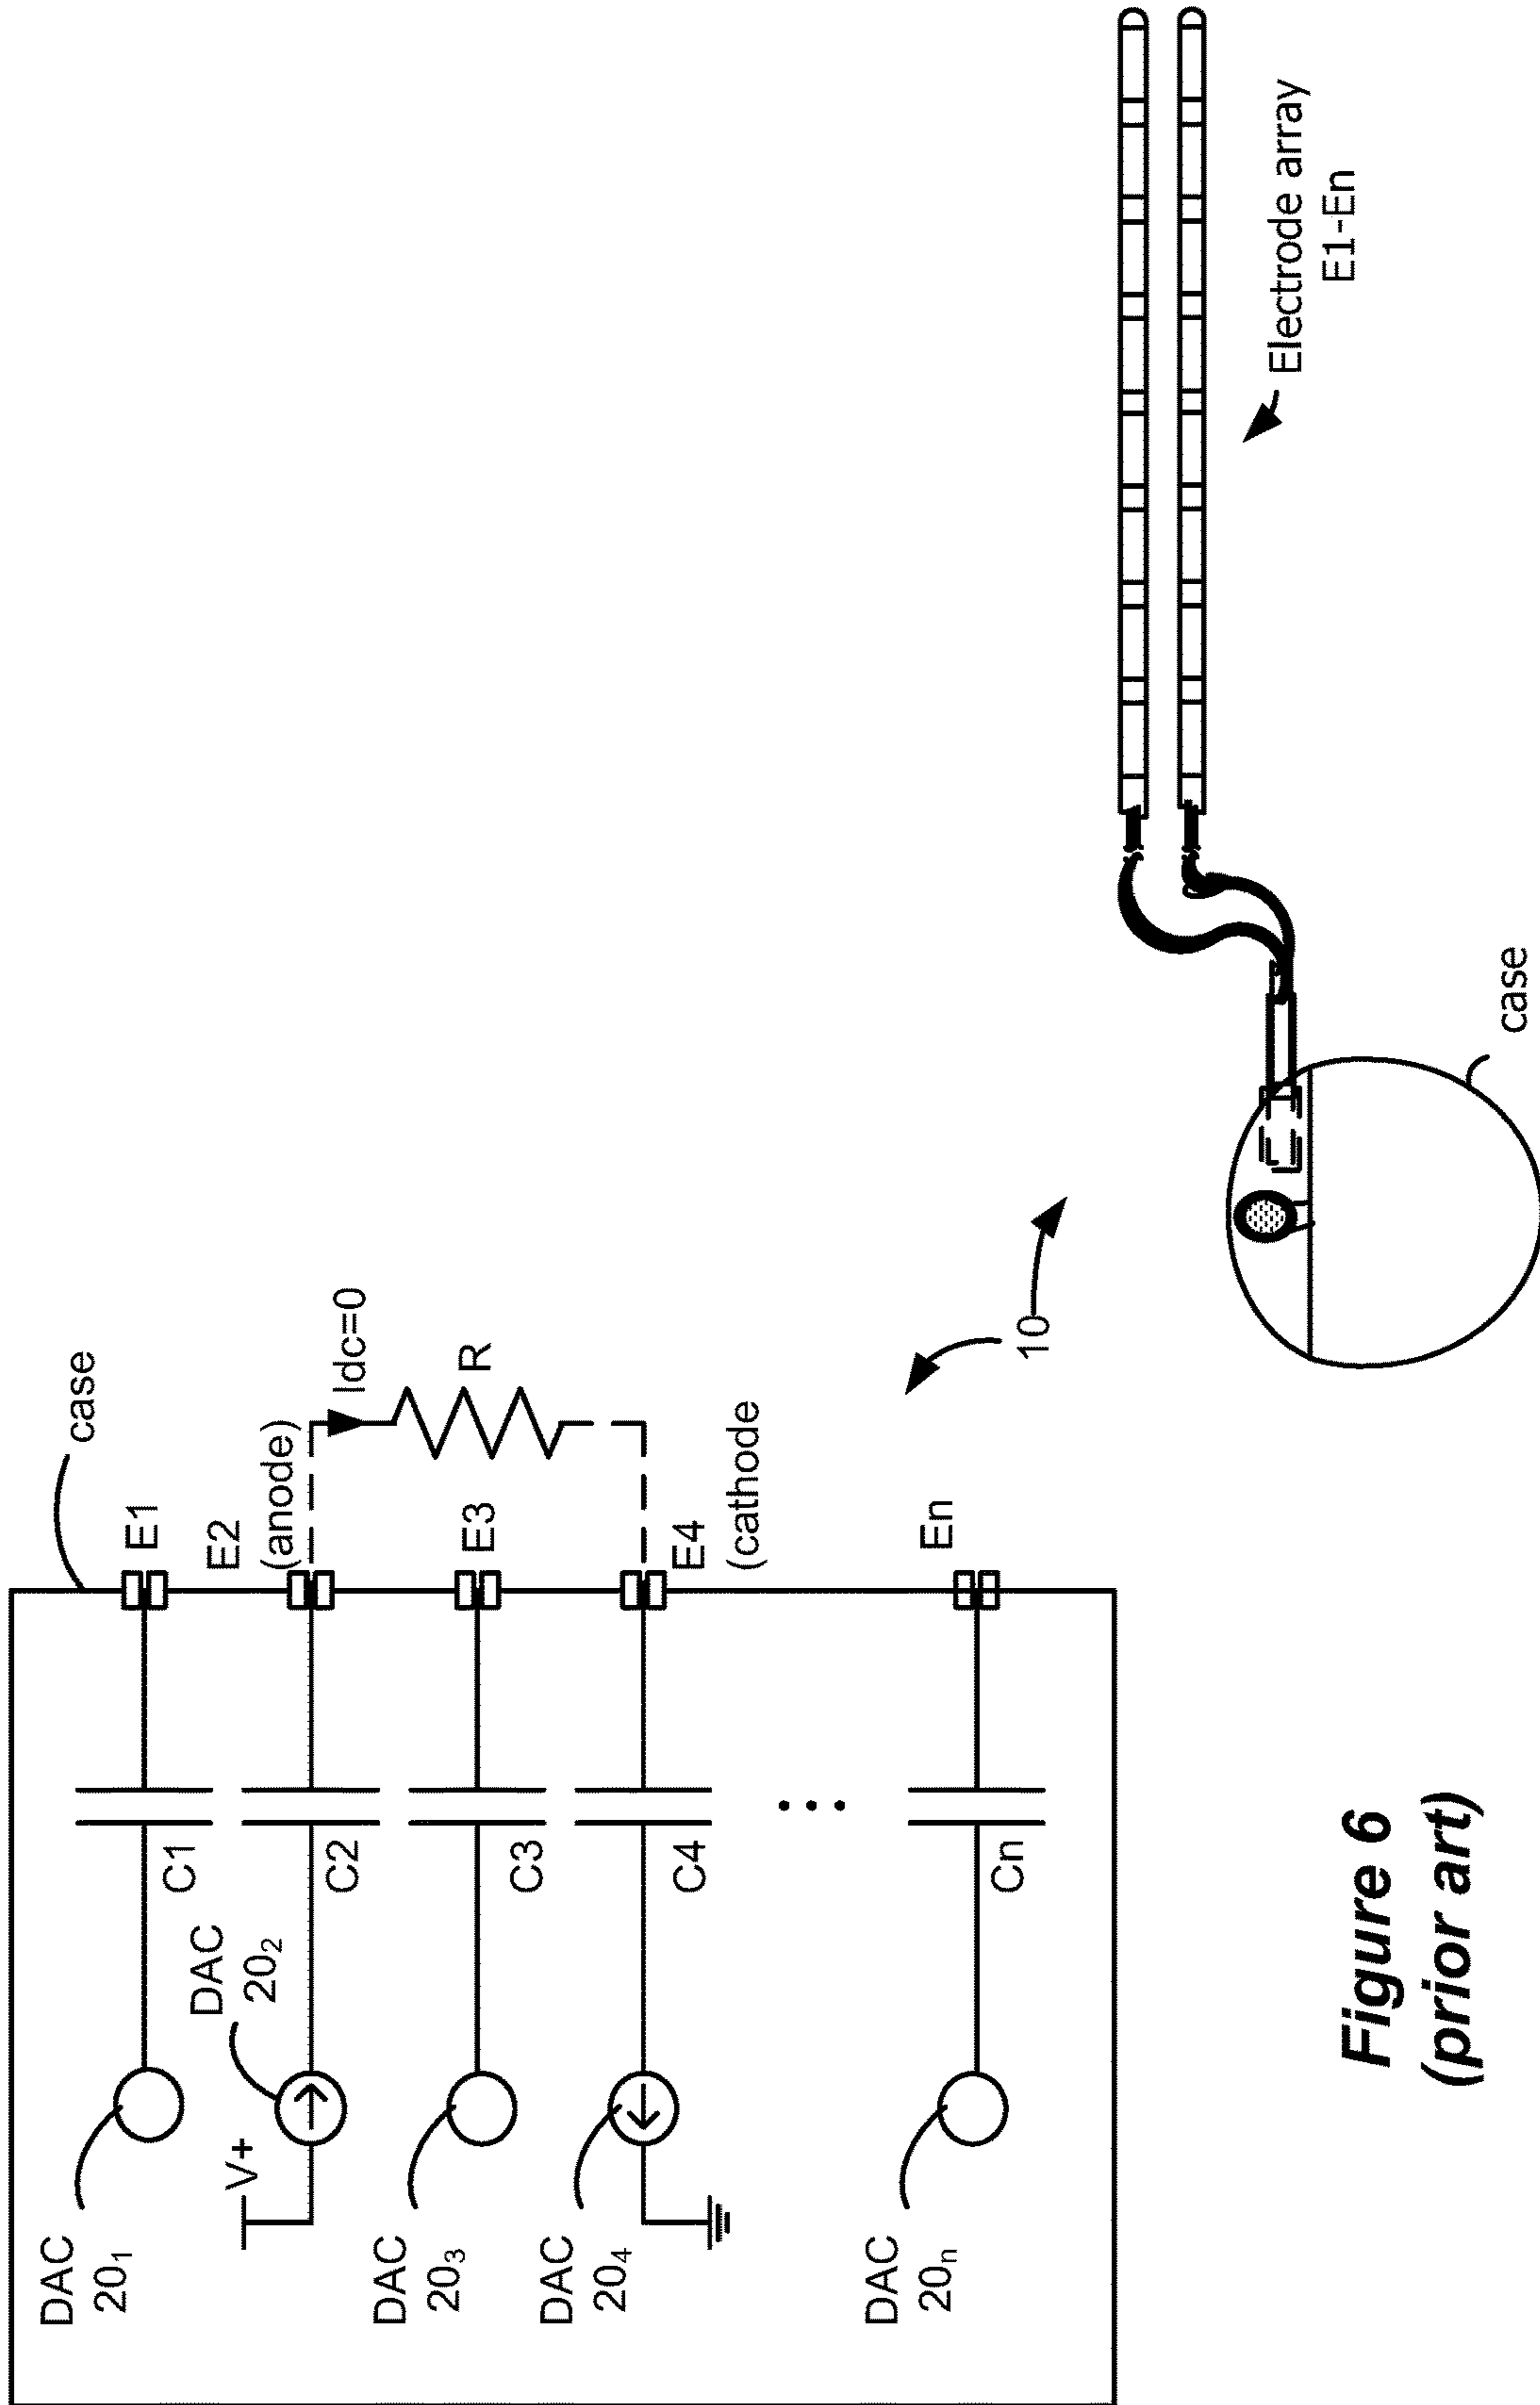 case
DAC
20₁
C1
E1
V+
DAC
20₂
C2
E2
(anode)
Idc=0
R
DAC
20₃
C3
E3
DAC
20₄
C4
E4
(cathode)
DAC
20ₙ
Cn
En
10
Electrode array
E1-En
case
Figure 6
(prior art)